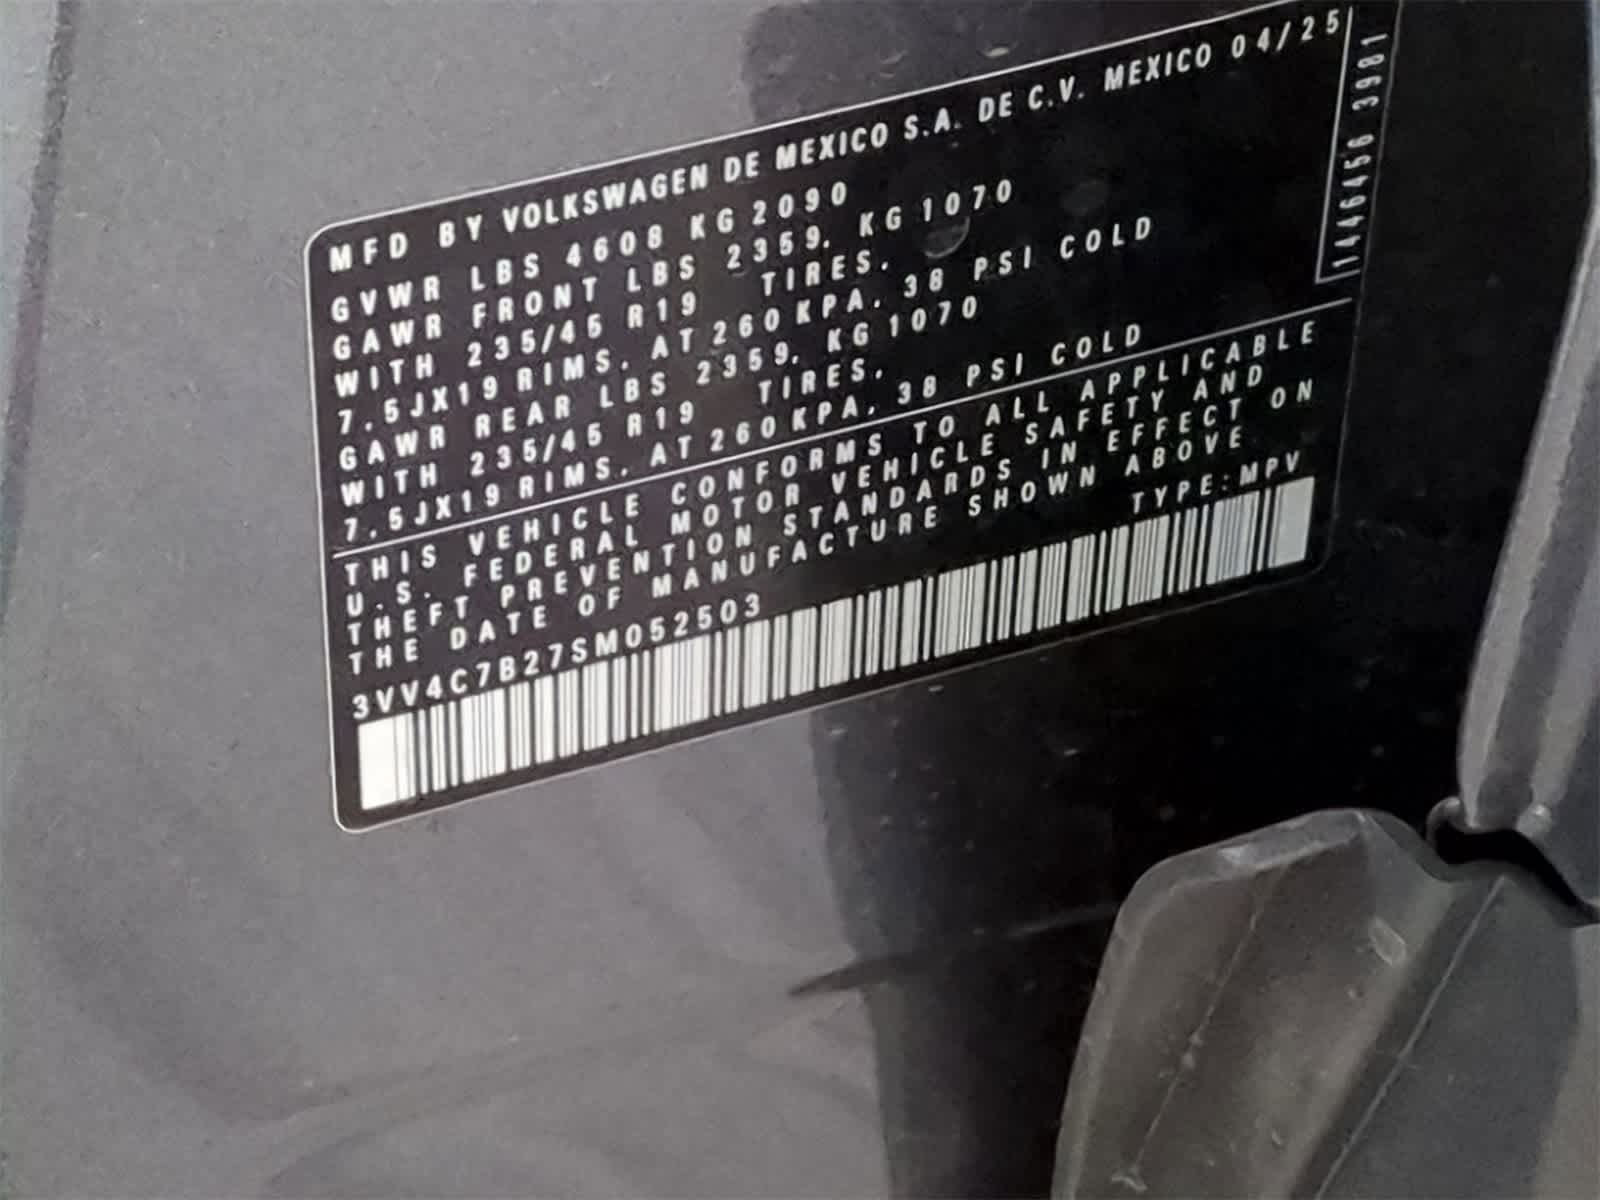 MFD BY VOLKSWAGEN DE MEXICO S.A. DE C.V. MEXICO 04/25
GVWR LBS 4608 KG 2090
GAWR FRONT LBS 2359. KG 1070
WITH 235/45 R19 TIRES.
7.5JX19 RIMS. AT 260 KPA. 38 PSI COLD
GAWR REAR LBS 2359. KG 1070
WITH 235/45 R19 TIRES.
7.5JX19 RIMS. AT 260 KPA. 38 PSI COLD
THIS VEHICLE CONFORMS TO ALL APPLICABLE
U.S. FEDERAL MOTOR VEHICLE SAFETY AND
THEFT PREVENTION STANDARDS IN EFFECT ON
THE DATE OF MANUFACTURE SHOWN ABOVE
3VV4C7B27SM052503 TYPE:MPV
1446456 3981